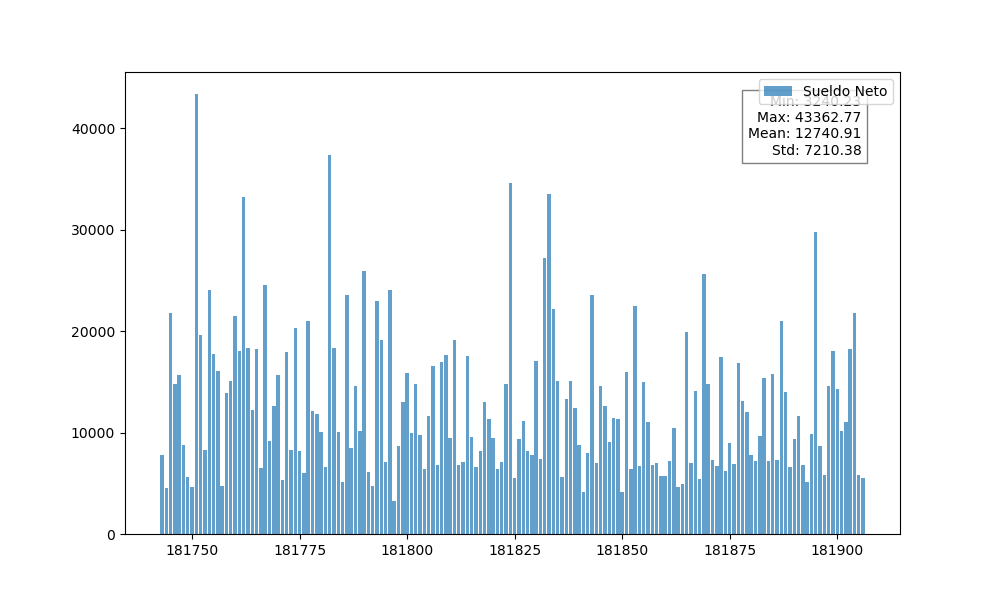 Sueldo Neto
Min: 3240.23
Max: 43362.77
Mean: 12740.91
Std: 7210.38
40000
30000
20000
10000
0
181750 181775 181800 181825 181850 181875 181900